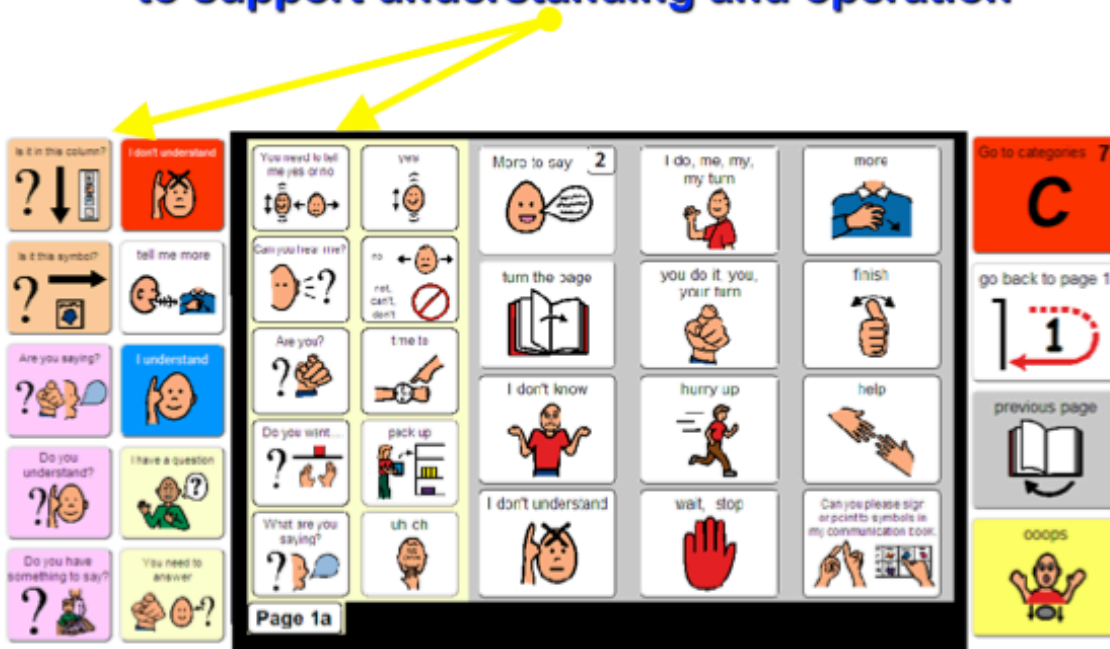 to support understanding and operation
Is it in this column?
?
I don't understand
Is it this symbol?
?
tell me more
Are you saying?
?
I understand
Do you
understand?
?
I have a question
?
Do you have
something to say?
?
You need to
answer
?
You need to tell
me yes or no
yes
Can you hear me?
?
no
not,
can't,
don't
Are you?
?
time to
Do you want...
?
pack up
What are you
saying?
?
uh oh
Page 1a
More to say 2
I do, me, my,
my turn
more
turn the page
you do it, you,
your turn
finish
I don't know
hurry up
help
I don't understand
wait, stop
Can you please sign
or point to symbols in
my communication book
Go to categories 7
C
go back to page 1
1
previous page
ooops